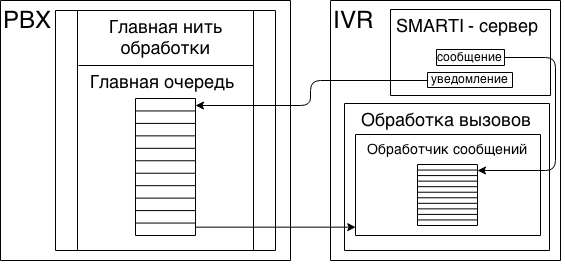 PBX
Главная нить
обработки
Главная очередь
IVR
SMARTI - сервер
сообщение
уведомление
Обработка вызовов
Обработчик сообщений